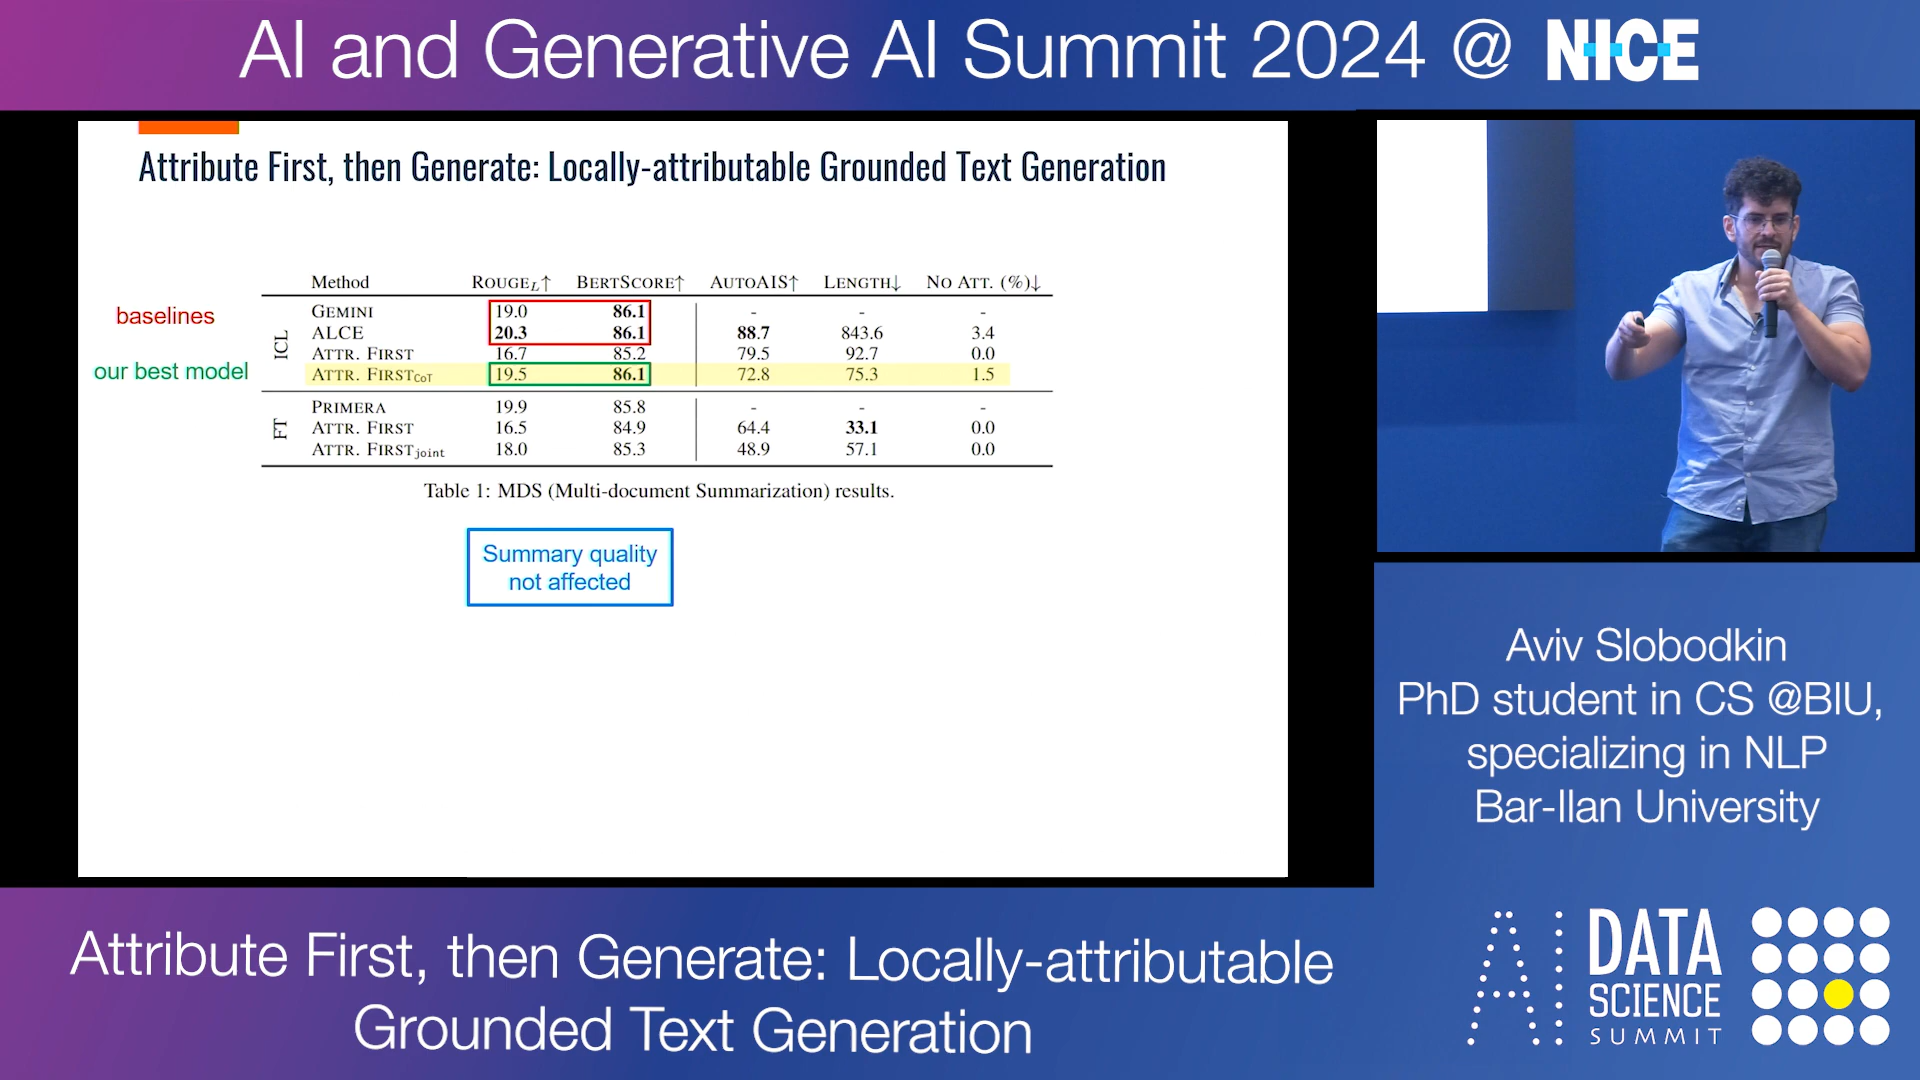 AI and Generative AI Summit 2024 @ NICE
Attribute First, then Generate: Locally-attributable Grounded Text Generation
Method ROUGEL↑ BERTSCORE↑ AUTOAIS↑ LENGTH↓ NO ATT. (%)↓
baselines
ICL
GEMINI 19.0 86.1 - - -
ALCE 20.3 86.1 88.7 843.6 3.4
ATTR. FIRST 16.7 85.2 79.5 92.7 0.0
our best model
ATTR. FIRSTCoT 19.5 86.1 72.8 75.3 1.5
FT
PRIMERA 19.9 85.8 - - -
ATTR. FIRST 16.5 84.9 64.4 33.1 0.0
ATTR. FIRSTjoint 18.0 85.3 48.9 57.1 0.0
Table 1: MDS (Multi-document Summarization) results.
Summary quality
not affected
Aviv Slobodkin
PhD student in CS @BIU,
specializing in NLP
Bar-Ilan University
Attribute First, then Generate: Locally-attributable
Grounded Text Generation
AI
DATA
SCIENCE
SUMMIT